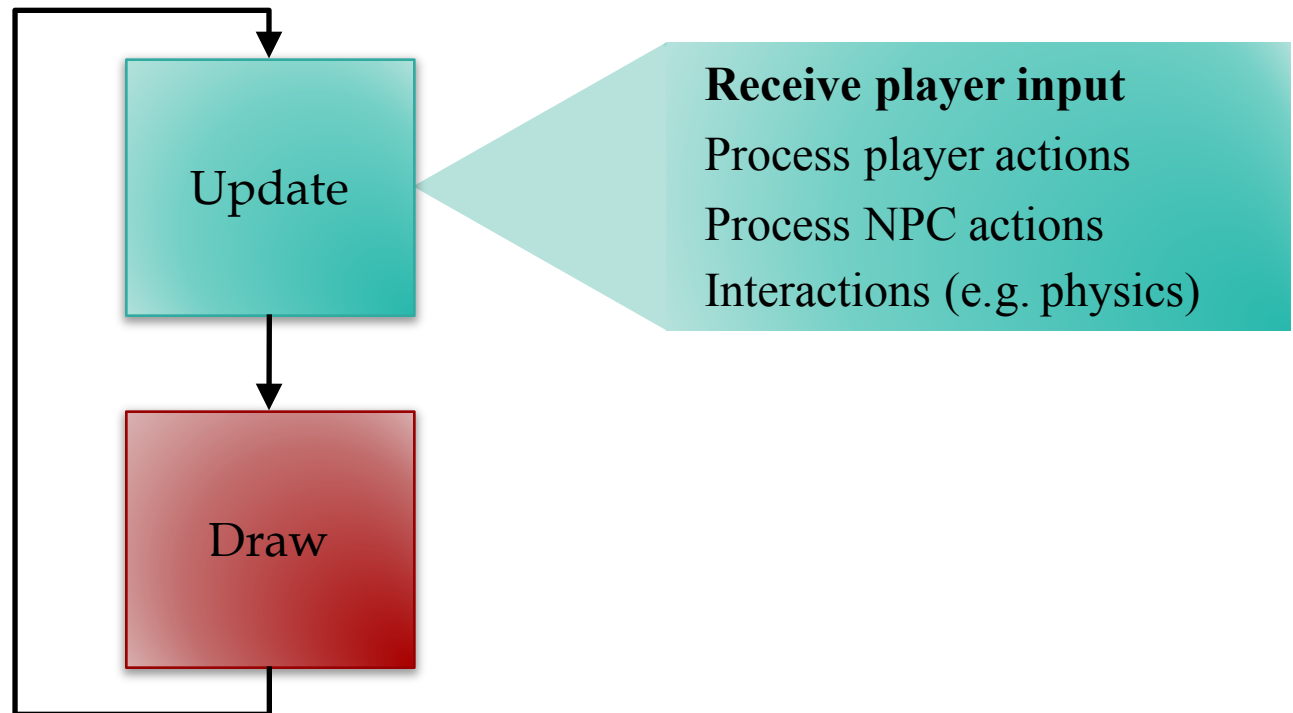 Update
Receive player input
Process player actions
Process NPC actions
Interactions (e.g. physics)
Draw